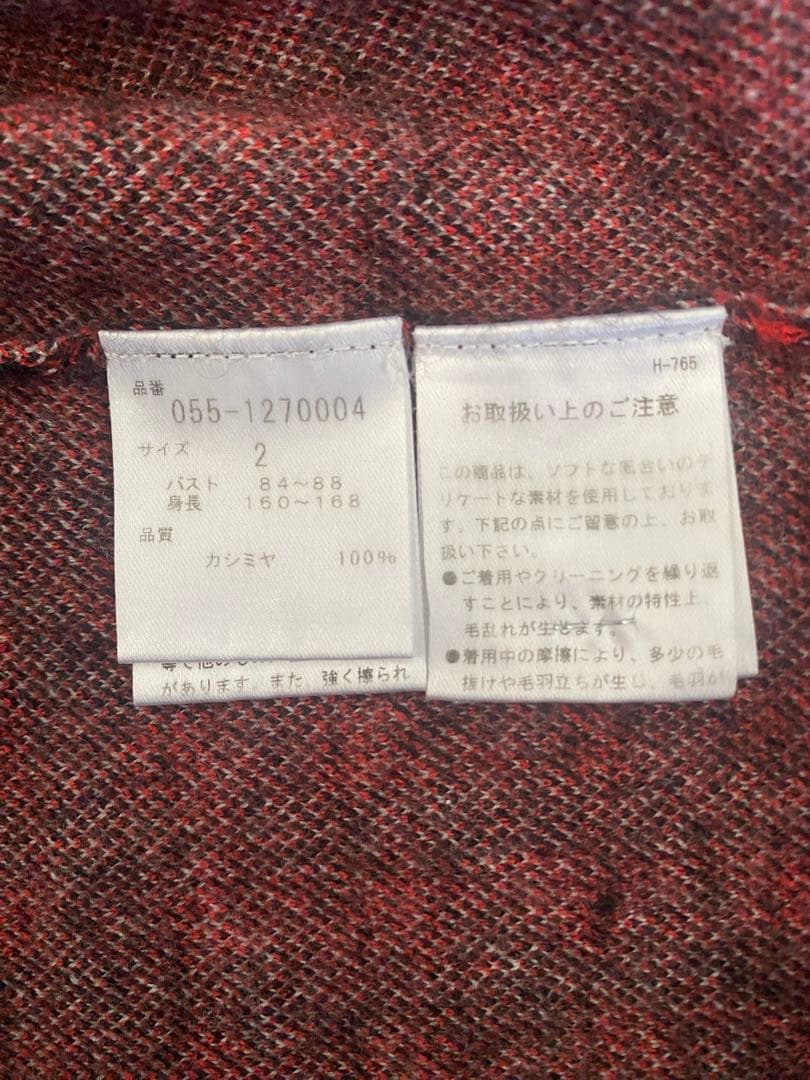 品番
055-1270004
サイズ 2
バスト 84～88
身長 160～168
品質
カシミヤ 100%
があります。また、強く擦られ
H-765
お取扱い上のご注意
この商品は、ソフトな風合いのデ
リケートな素材を使用しておりま
す。下記の点にご留意の上、お取
扱い下さい。
●ご着用やクリーニングを繰り返
すことにより、素材の特性上、
毛乱れが生じます。
●着用中の摩擦により、多少の毛
抜けや毛羽立ちが生じ、毛羽が